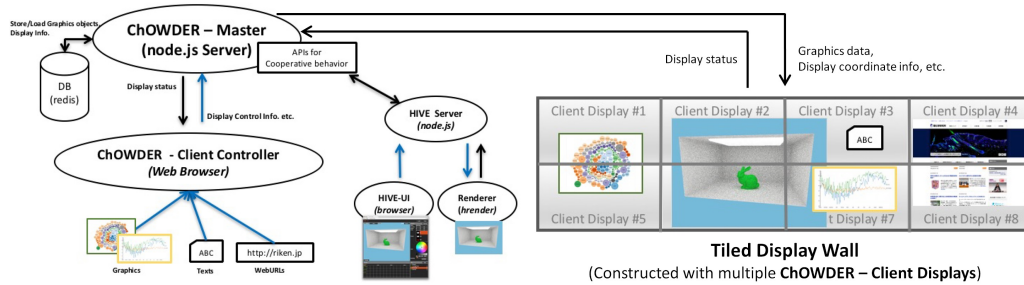 Store/Load Graphics objects,
Display Info.
ChOWDER – Master
(node.js Server)
APIs for
Cooperative behavior
DB
(redis)
Display status
Display Control Info. etc.
HIVE Server
(node.js)
ChOWDER - Client Controller
(Web Browser)
HIVE-UI
(browser)
Renderer
(hrender)
ABC
http://riken.jp
Graphics
Texts
WebURLs
Display status
Graphics data,
Display coordinate info, etc.
Client Display #1
Client Display #2
Client Display #3
Client Display #4
ABC
Client Display #5
t Display #7
Client Display #8
Tiled Display Wall
(Constructed with multiple ChOWDER – Client Displays)